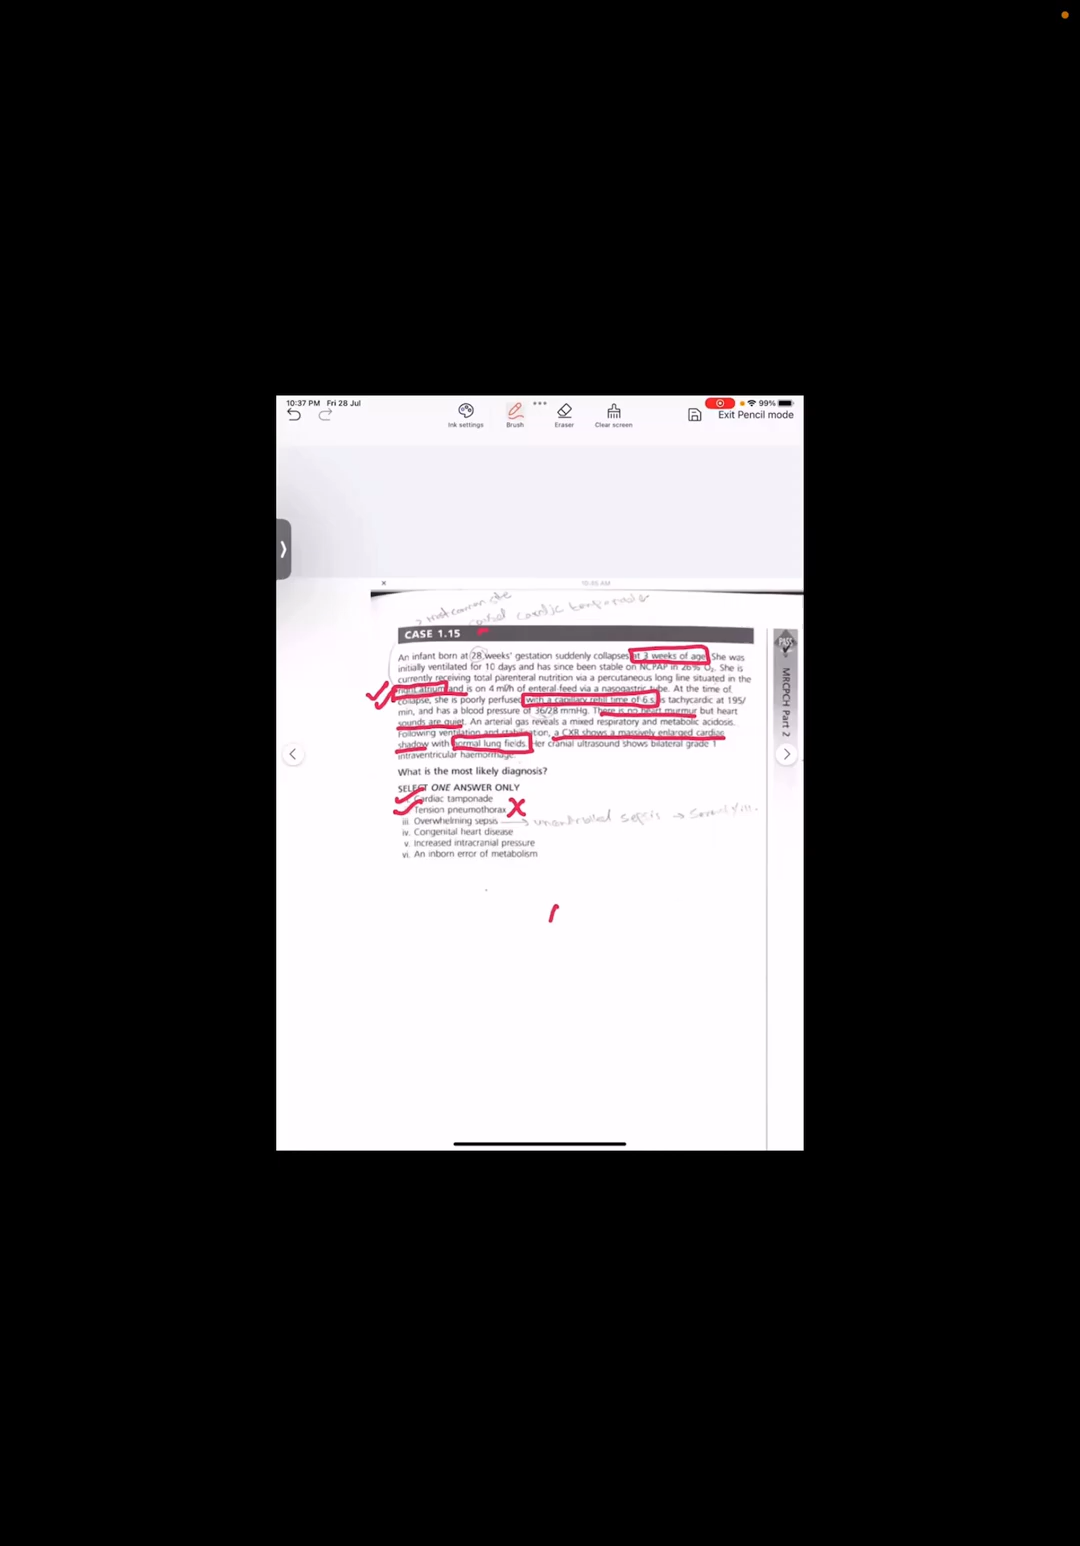 10:37 PM Fri 28 Jul
99%
Ink settings
Brush
Eraser
Clear screen
Exit Pencil mode
10:05 AM
cardiac
CASE 1.15
An infant born at 28 weeks' gestation suddenly collapses at 3 weeks of age. She was
initially ventilated for 10 days and has since been stable on NCPAP in 26% O2. She is
currently receiving total parenteral nutrition via a percutaneous long line situated in the
right atrium and is on 4 ml/h of enteral feed via a nasogastric tube. At the time of
collapse, she is poorly perfused with a capillary refill time of 6 s, is tachycardic at 195/
min, and has a blood pressure of 36/28 mmHg. There is no heart murmur but heart
sounds are quiet. An arterial gas reveals a mixed respiratory and metabolic acidosis.
Following ventilation and stabilisation, a CXR shows a massively enlarged cardiac
shadow with normal lung fields. Her cranial ultrasound shows bilateral grade 1
intraventricular haemorrhage.
What is the most likely diagnosis?
SELECT ONE ANSWER ONLY
Cardiac tamponade
Tension pneumothorax
iii. Overwhelming sepsis → uncontrolled sepsis →
iv. Congenital heart disease
v. Increased intracranial pressure
vi. An inborn error of metabolism
PAST
MRCPCH Part 2